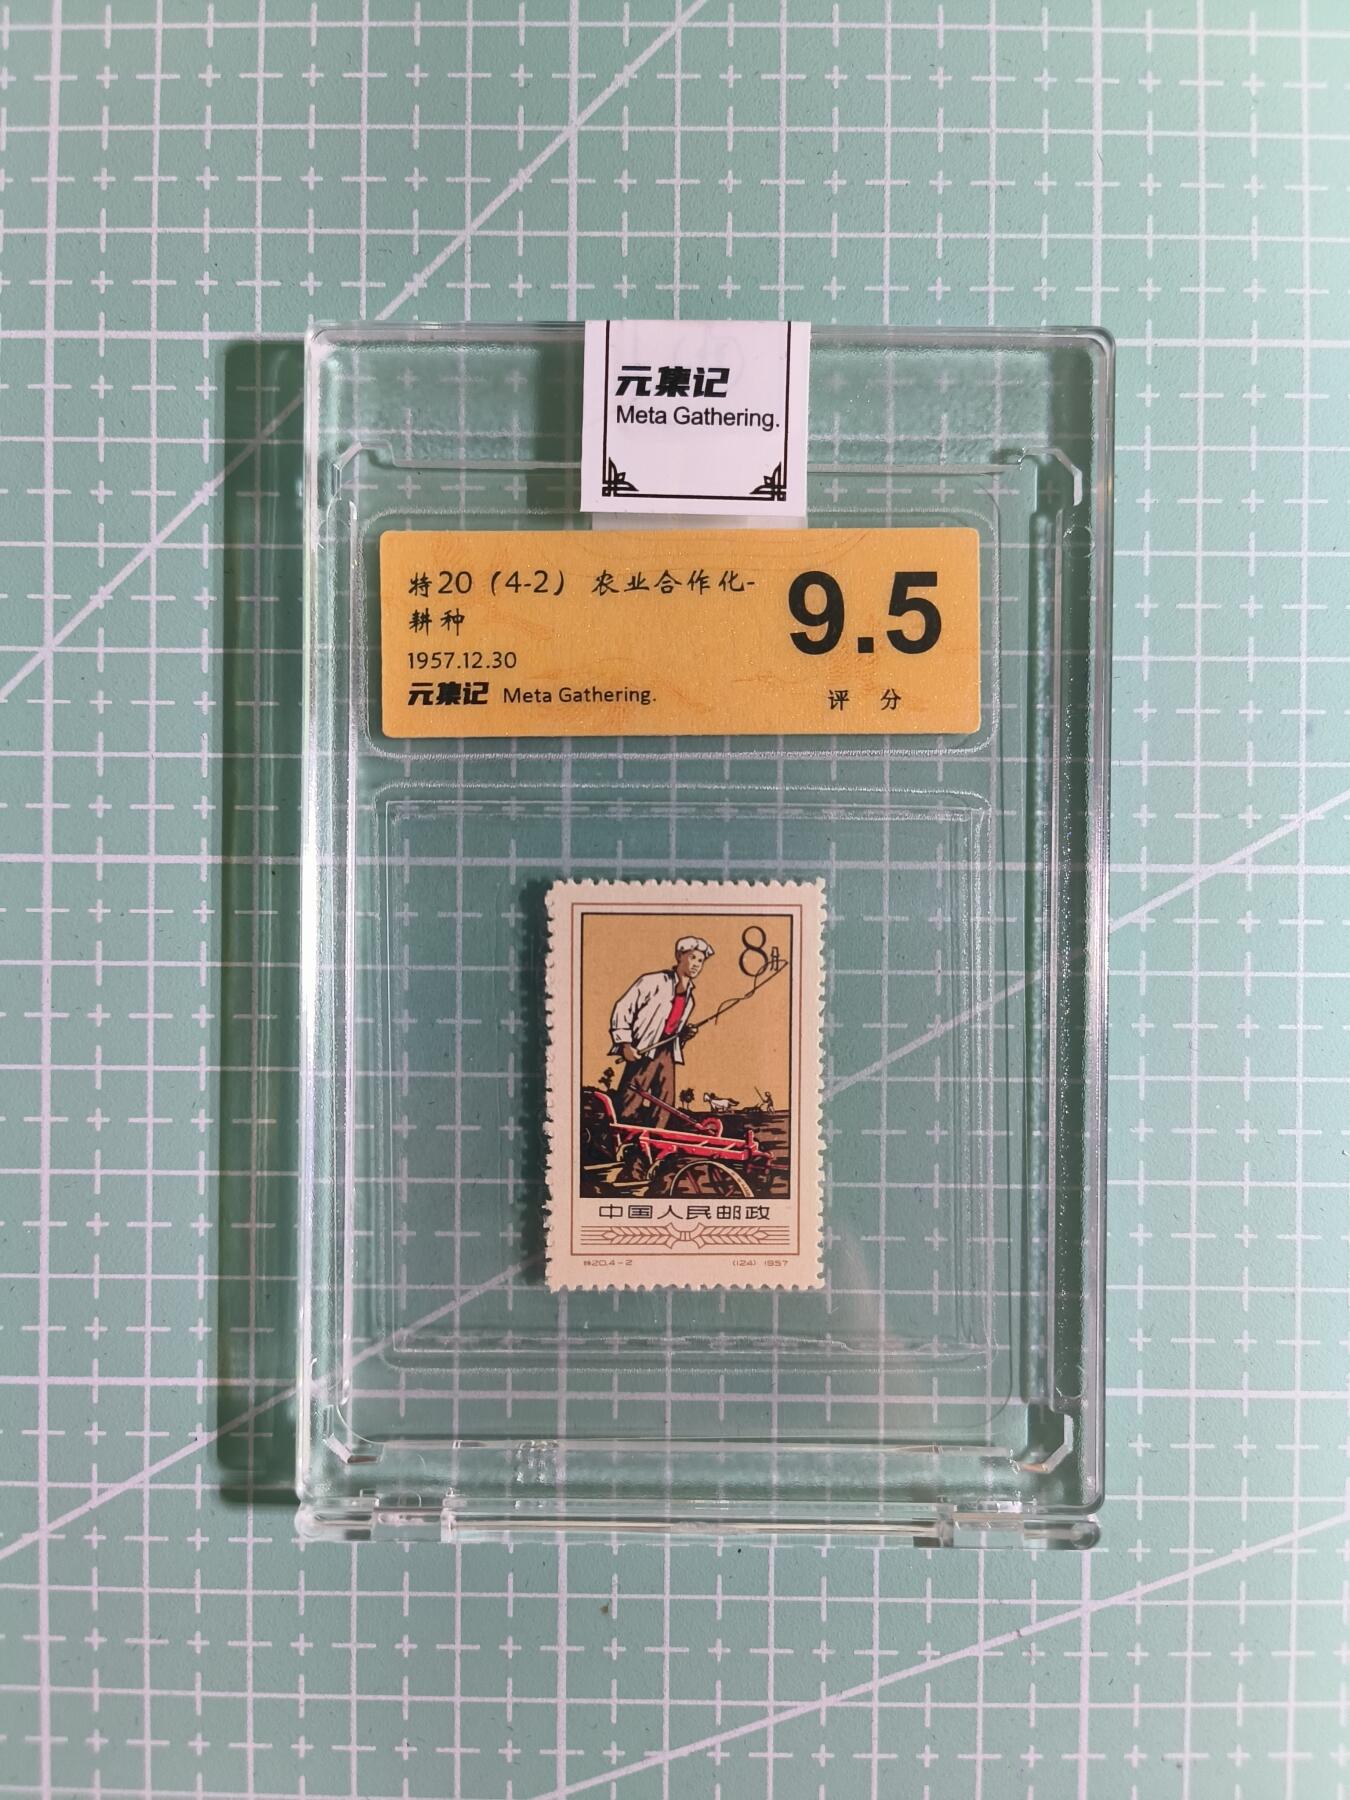 元集记
Meta Gathering.
特20（4-2） 农业合作化-
耕种
1957.12.30
元集记 Meta Gathering.
9.5
评 分
8分
中国人民邮政
特20.4-2
(124) 1957